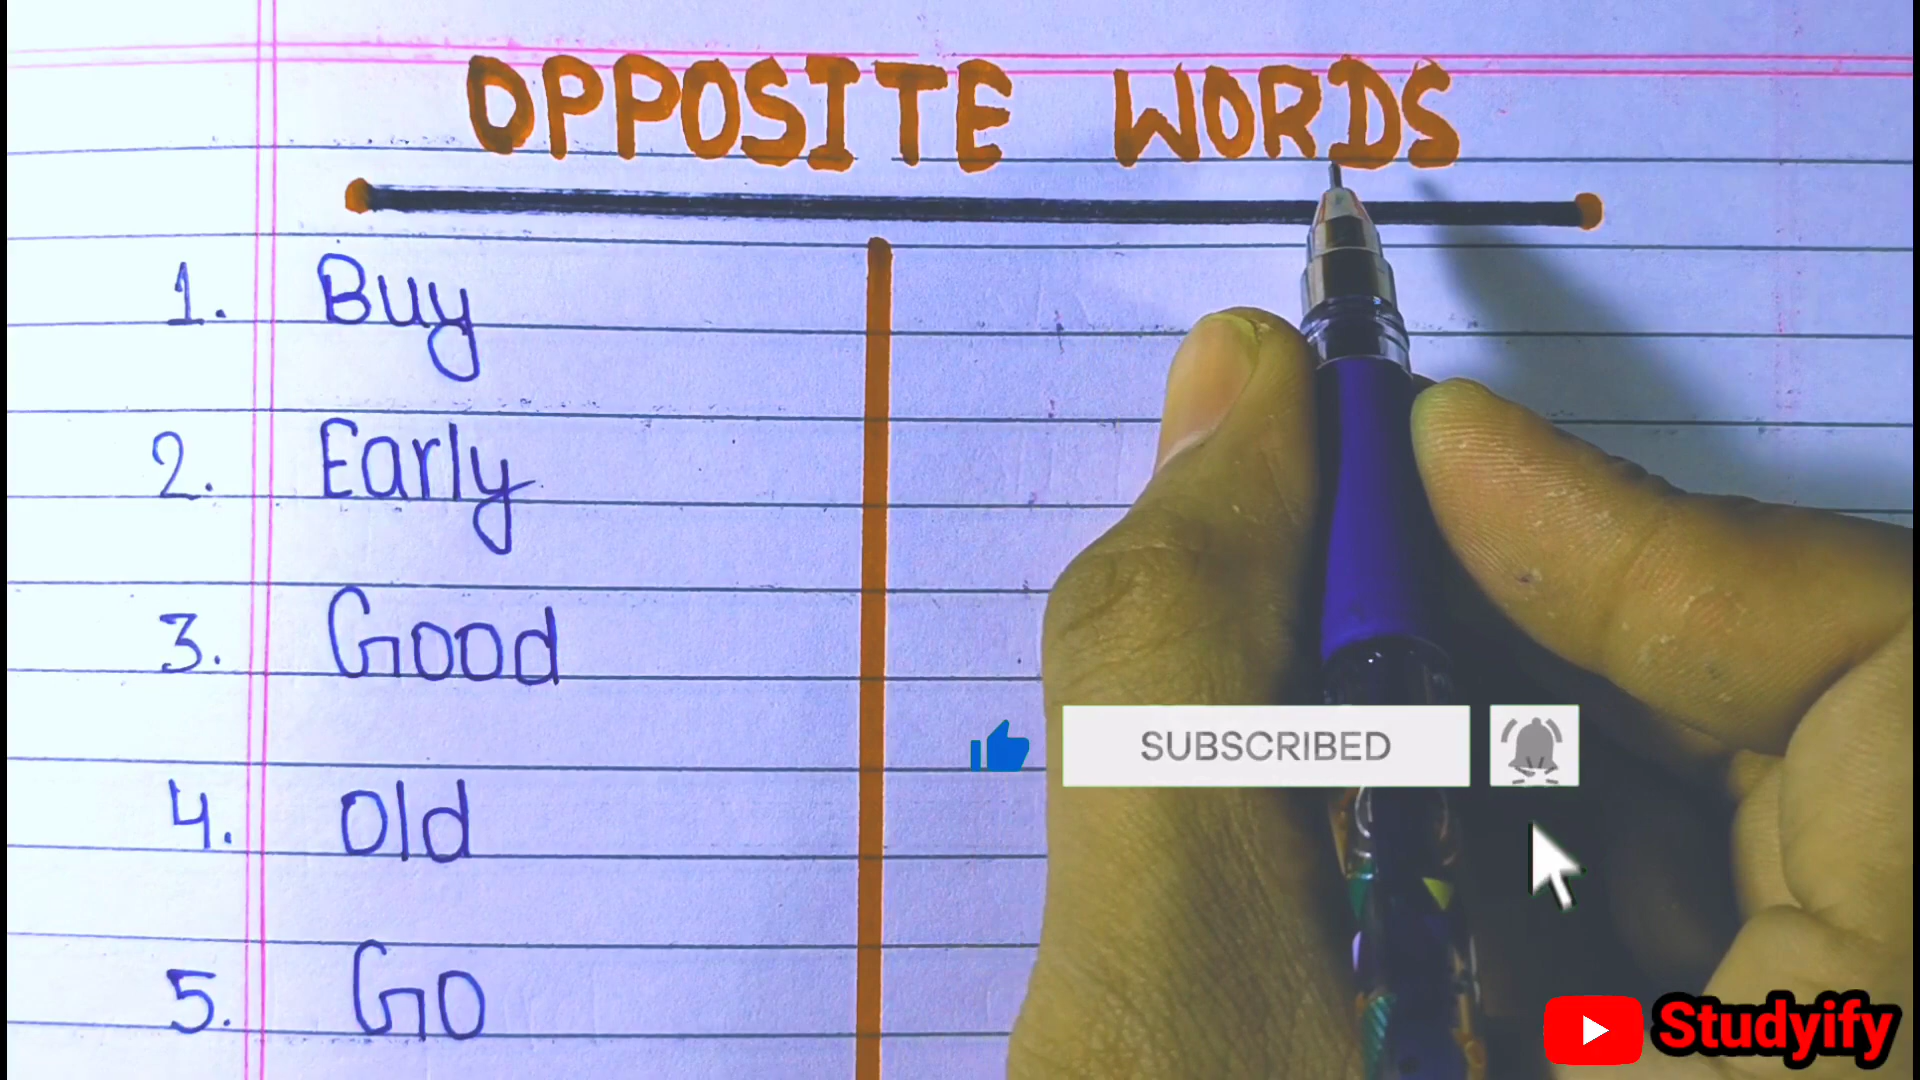 OPPOSITE WORDS
1. Buy
2. Early
3. Good
4. Old
5. Go
SUBSCRIBED
Studyify